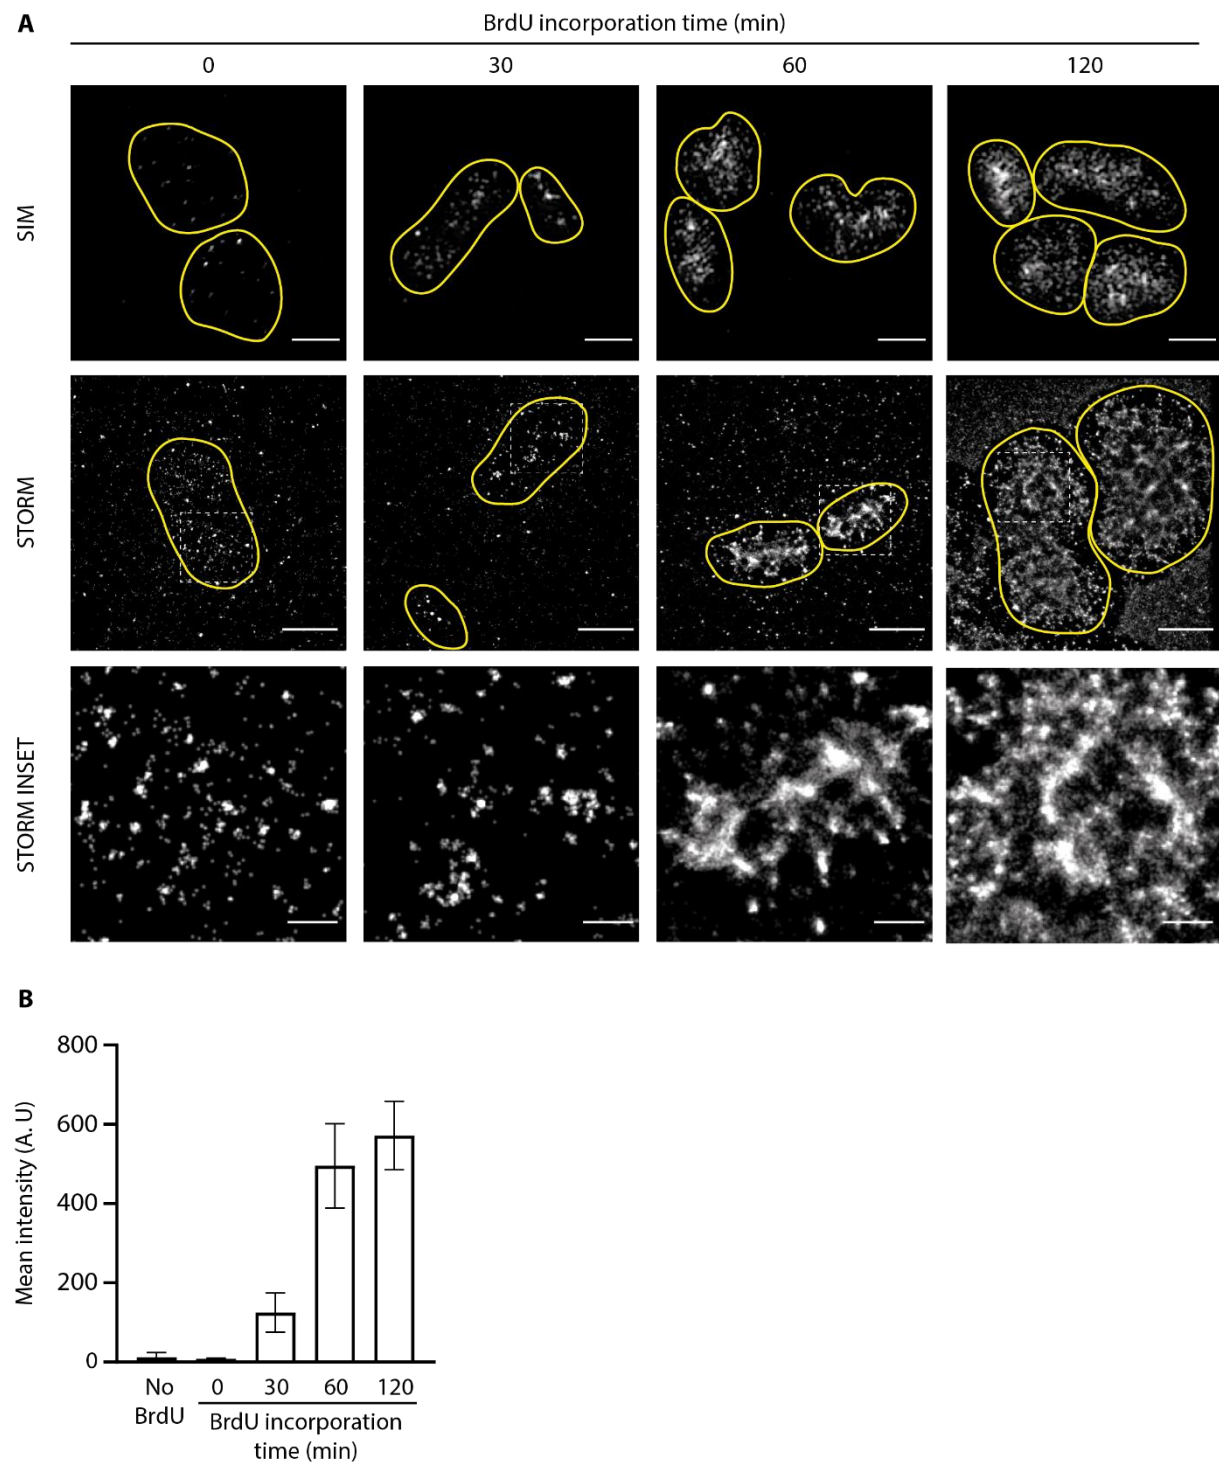 A
BrdU incorporation time (min)
0 30 60 120
SIM
STORM
STORM INSET
B
800
600
400
200
0
Mean intensity (A. U)
No BrdU
0 30 60 120
BrdU incorporation
time (min)